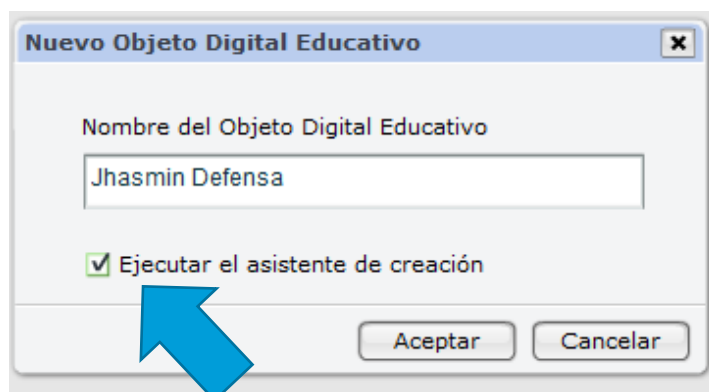 Nuevo Objeto Digital Educativo
Nombre del Objeto Digital Educativo
Jhasmin Defensa
Ejecutar el asistente de creación
Aceptar Cancelar